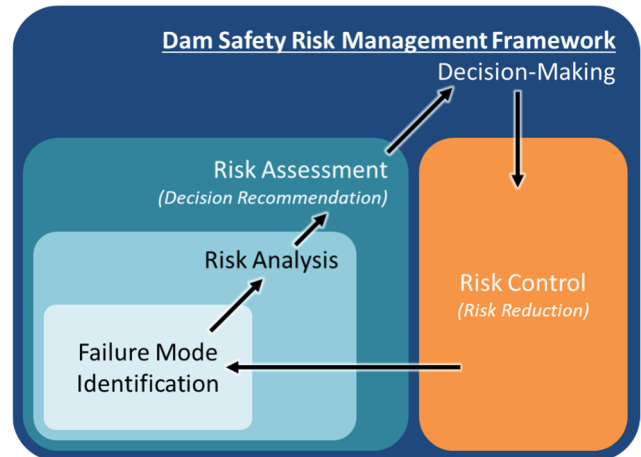 Dam Safety Risk Management Framework
Decision-Making
Risk Assessment
(Decision Recommendation)
Risk Analysis
Failure Mode
Identification
Risk Control
(Risk Reduction)